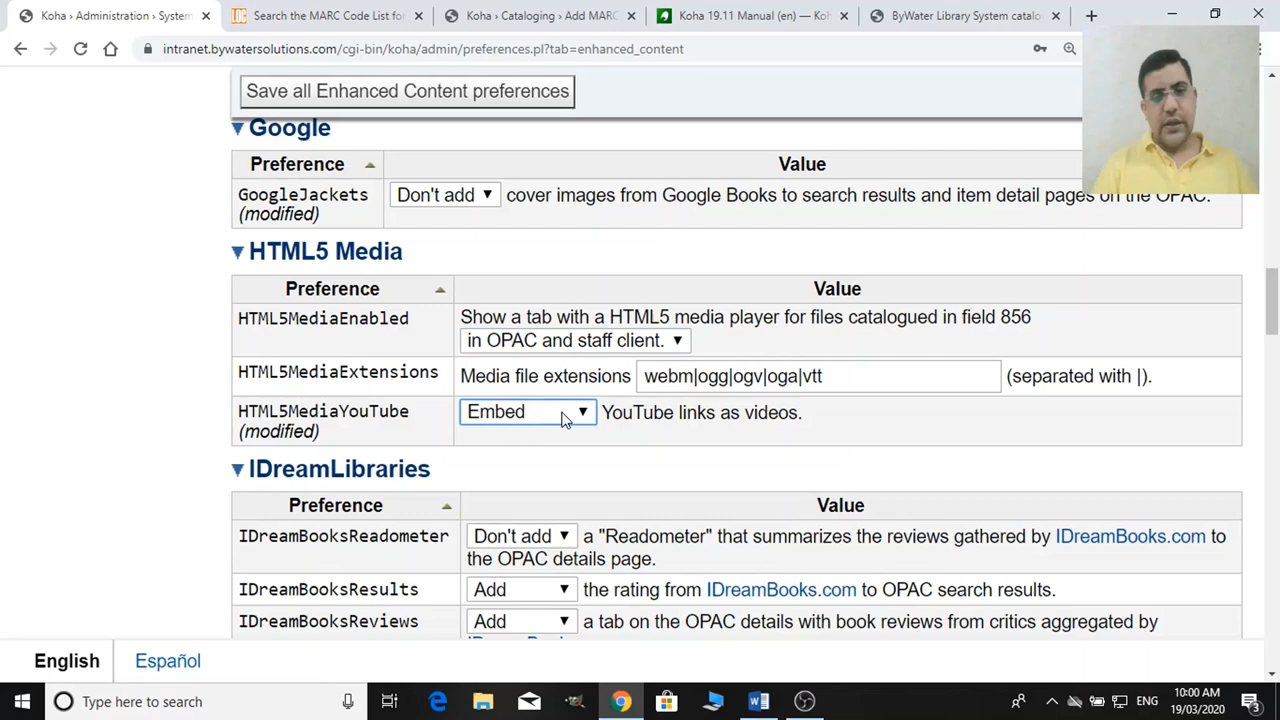 Koha › Administration › System
Search the MARC Code List for
Koha › Cataloging › Add MARC
Koha 19.11 Manual (en) — Koh
ByWater Library System catalo
intranet.bywatersolutions.com/cgi-bin/koha/admin/preferences.pl?tab=enhanced_content
Save all Enhanced Content preferences
Google
Preference
Value
GoogleJackets
(modified)
Don't add
cover images from Google Books to search results and item detail pages on the OPAC.
HTML5 Media
Preference
Value
HTML5MediaEnabled
Show a tab with a HTML5 media player for files catalogued in field 856
in OPAC and staff client.
HTML5MediaExtensions
Media file extensions
webm|ogg|ogv|oga|vtt
(separated with |).
HTML5MediaYouTube
(modified)
Embed
YouTube links as videos.
IDreamLibraries
Preference
Value
IDreamBooksReadometer
Don't add
a "Readometer" that summarizes the reviews gathered by IDreamBooks.com to
the OPAC details page.
IDreamBooksResults
Add
the rating from IDreamBooks.com to OPAC search results.
IDreamBooksReviews
Add
a tab on the OPAC details with book reviews from critics aggregated by
English
Español
Type here to search
ENG
10:00 AM
19/03/2020
3